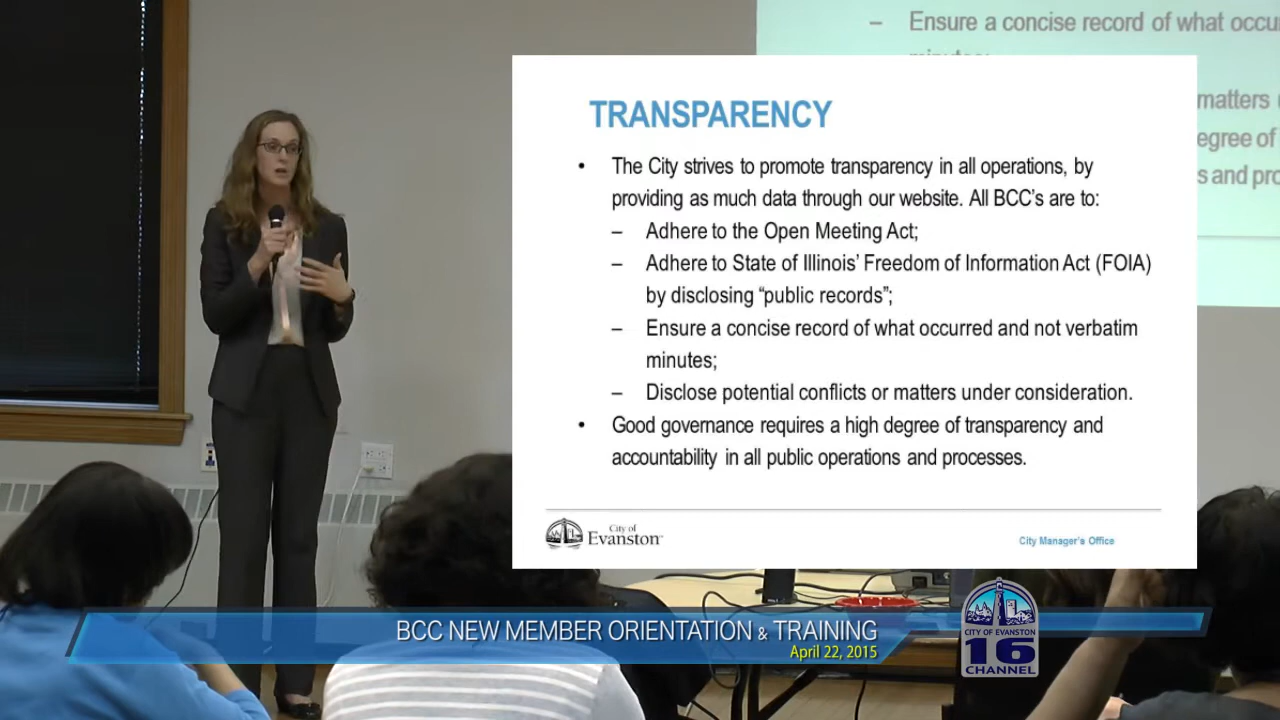 – Ensure a concise record of what occu
minutes;
matters
egree of
s and pro
TRANSPARENCY
• The City strives to promote transparency in all operations, by
providing as much data through our website. All BCC's are to:
– Adhere to the Open Meeting Act;
– Adhere to State of Illinois' Freedom of Information Act (FOIA)
by disclosing “public records”;
– Ensure a concise record of what occurred and not verbatim
minutes;
– Disclose potential conflicts or matters under consideration.
• Good governance requires a high degree of transparency and
accountability in all public operations and processes.
City of
Evanston
City Manager's Office
BCC NEW MEMBER ORIENTATION & TRAINING
April 22, 2015
CITY OF EVANSTON
16
CHANNEL